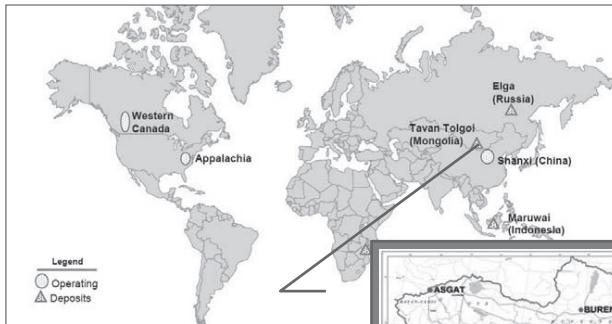 Elga
(Russia)
Western
Canada
Tavan Tolgoi
(Mongolia)
Appalachia
Shanxi (China)
Maruwai
(Indonesia)
Legend
Operating
Deposits
ASGAT
BUREN